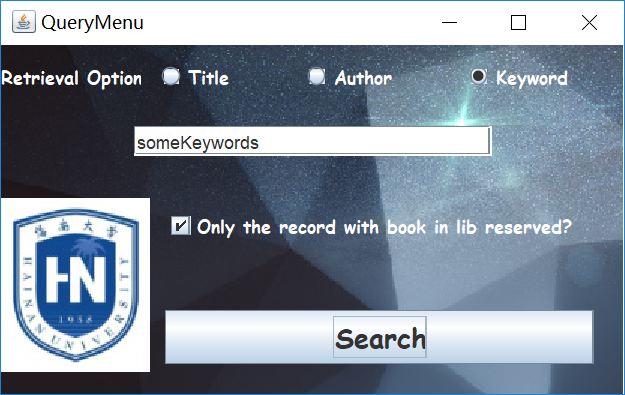 QueryMenu
Retrieval Option Title Author Keyword
someKeywords
Only the record with book in lib reserved?
海南大学
HAINAN UNIVERSITY
1958
Search